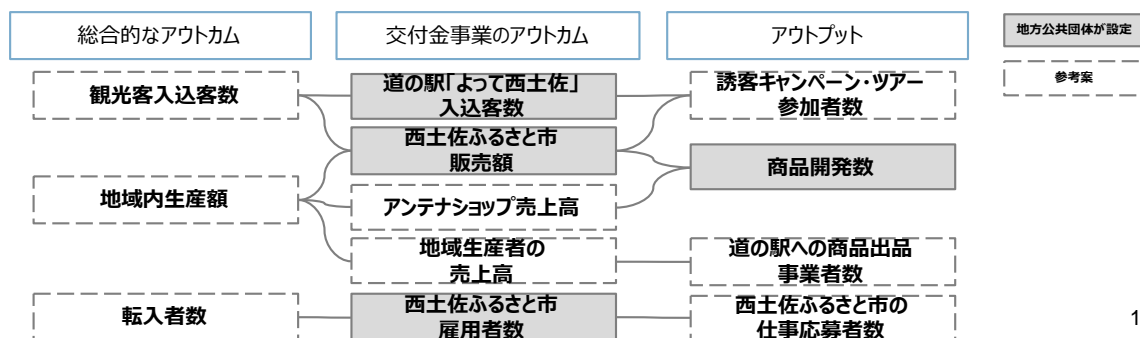 総合的なアウトカム
交付金事業のアウトカム
アウトプット
地方公共団体が設定
参考案
観光客入込客数
道の駅「よって西土佐」
入込客数
誘客キャンペーン・ツアー
参加者数
西土佐ふるさと市
販売額
商品開発数
地域内生産額
アンテナショップ売上高
地域生産者の
売上高
道の駅への商品出品
事業者数
転入者数
西土佐ふるさと市
雇用者数
西土佐ふるさと市の
仕事応募者数
1